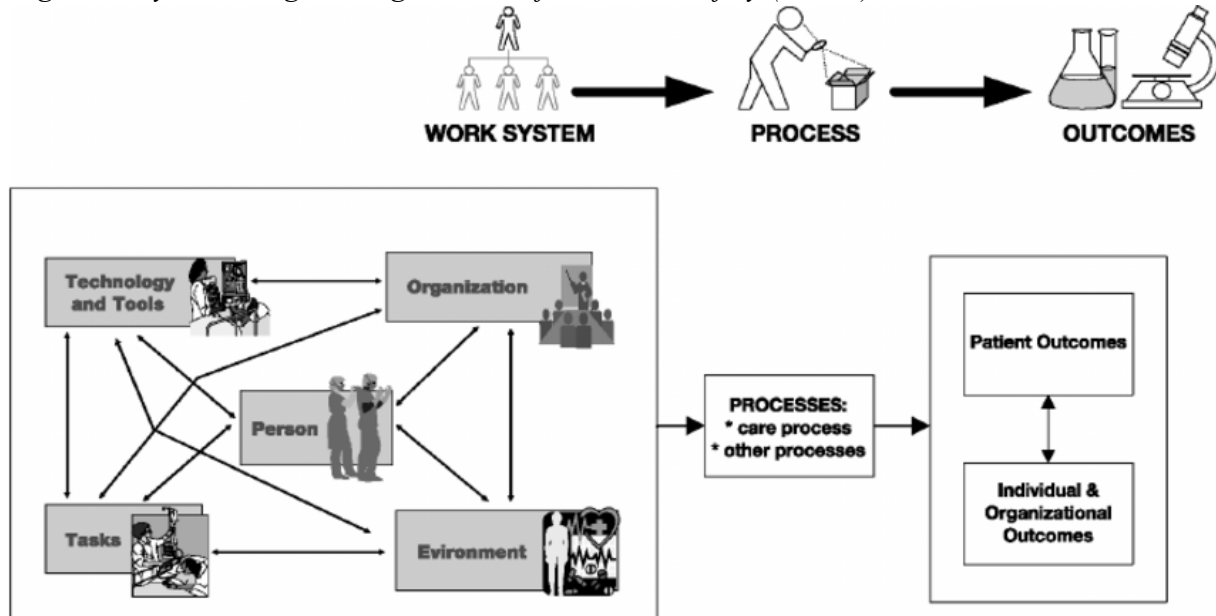 WORK SYSTEM
PROCESS
OUTCOMES
Technology
and Tools
Organization
Person
Tasks
Evironment
PROCESSES:
* care process
* other processes
Patient Outcomes
Individual &
Organizational
Outcomes